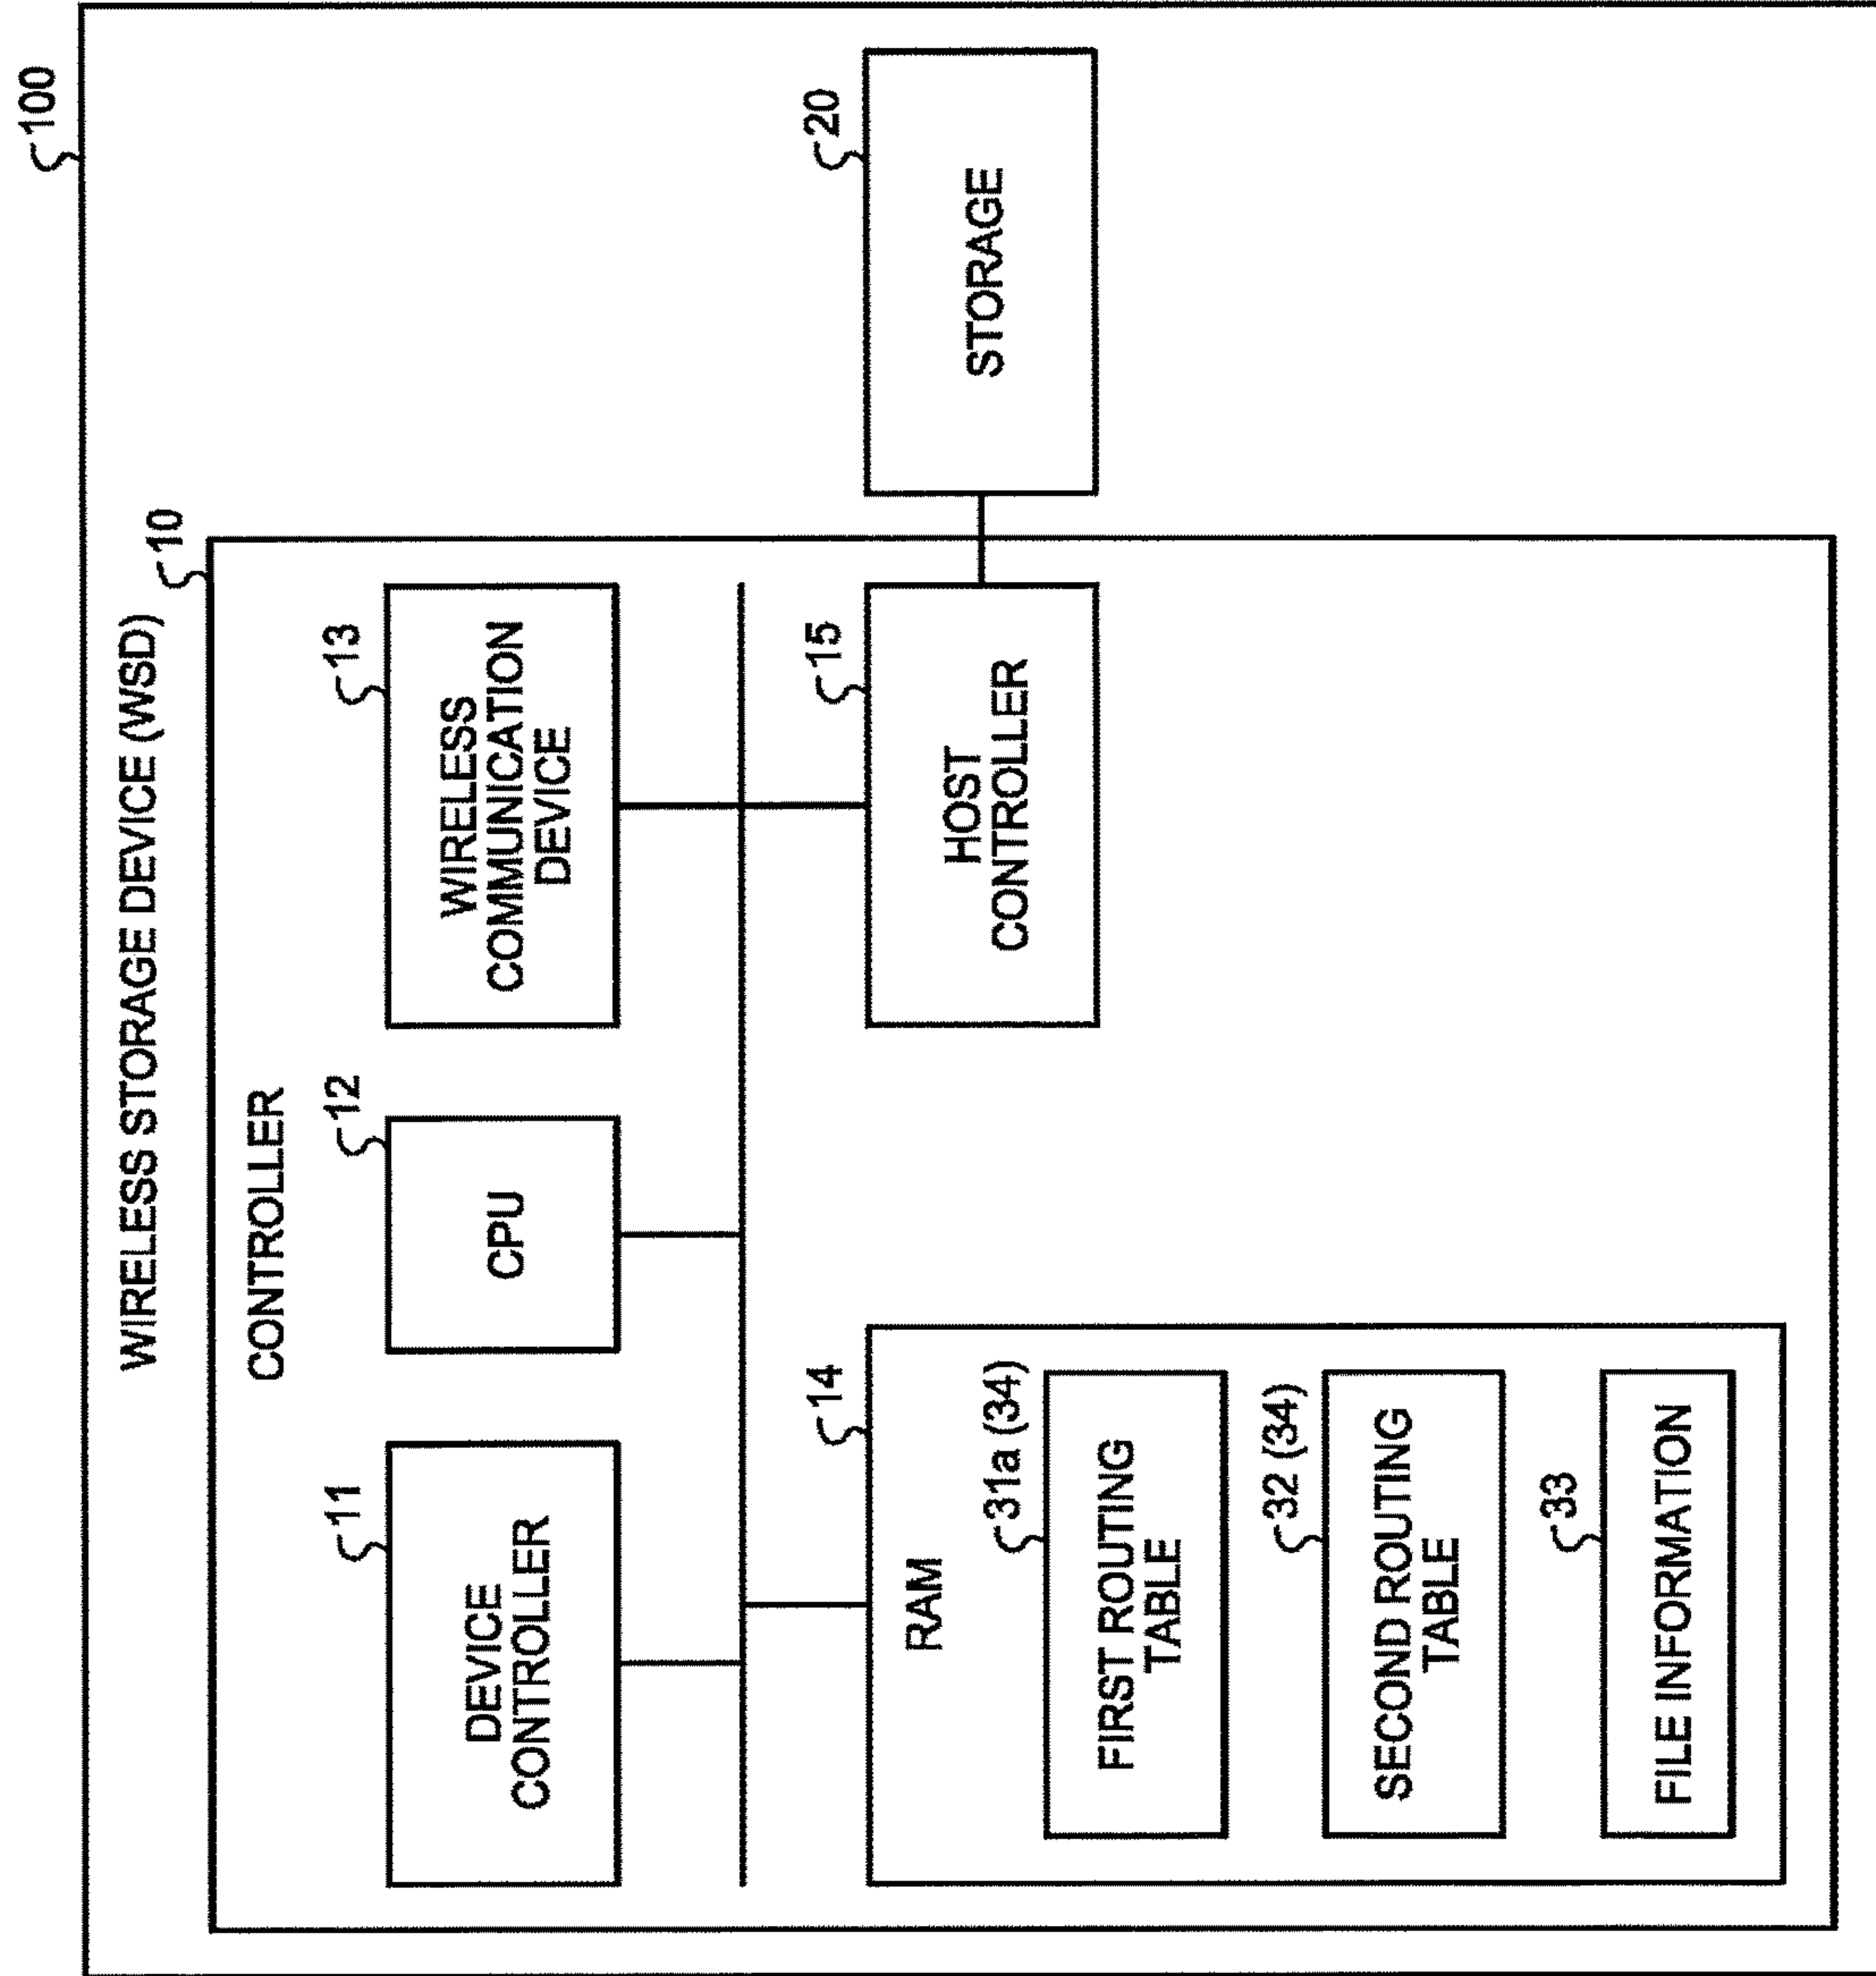 100
WIRELESS STORAGE DEVICE (WSD)
10
CONTROLLER
11
DEVICE
CONTROLLER
12
CPU
13
WIRELESS
COMMUNICATION
DEVICE
14
RAM
31a (34)
FIRST ROUTING
TABLE
32 (34)
SECOND ROUTING
TABLE
33
FILE INFORMATION
15
HOST
CONTROLLER
20
STORAGE